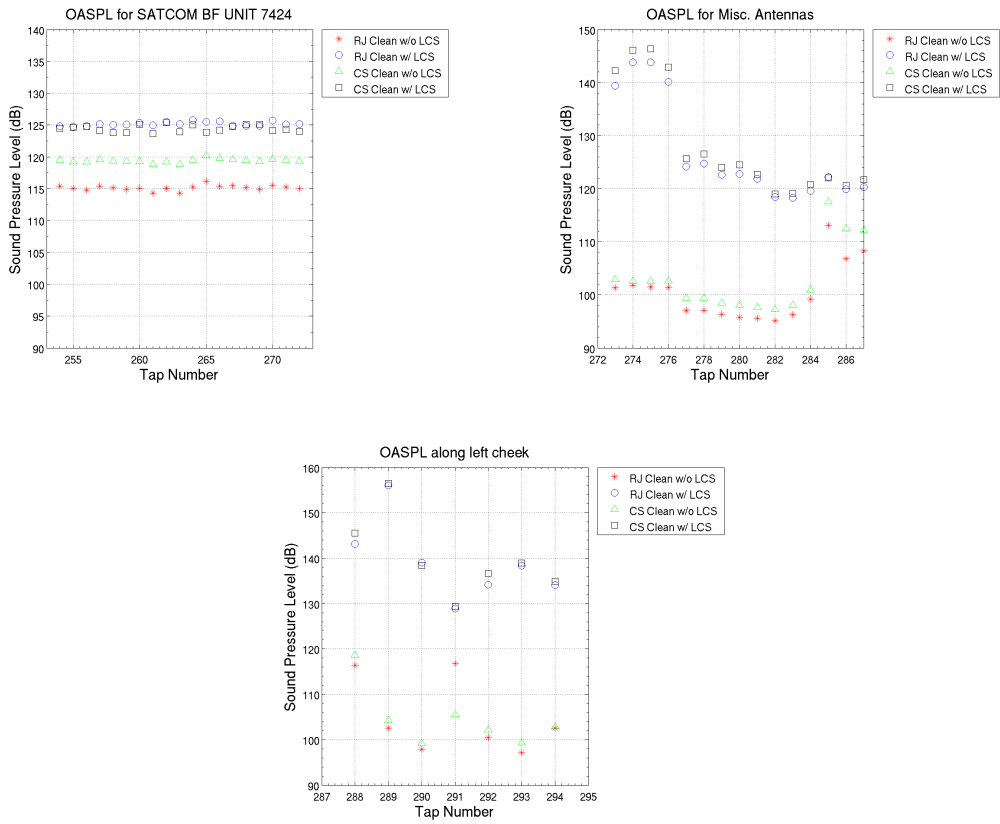 OASPL for SATCOM BF UNIT 7424
140
135
130
125
120
115
110
105
100
95
90
255
260
265
270
Sound Pressure Level (dB)
Tap Number
RJ Clean w/o LCS
RJ Clean w/ LCS
CS Clean w/o LCS
CS Clean w/ LCS
OASPL for Misc. Antennas
150
140
130
120
110
100
90
272
274
276
278
280
282
284
286
Sound Pressure Level (dB)
Tap Number
RJ Clean w/o LCS
RJ Clean w/ LCS
CS Clean w/o LCS
CS Clean w/ LCS
OASPL along left cheek
160
150
140
130
120
110
100
90
287
288
289
290
291
292
293
294
295
Sound Pressure Level (dB)
Tap Number
RJ Clean w/o LCS
RJ Clean w/ LCS
CS Clean w/o LCS
CS Clean w/ LCS